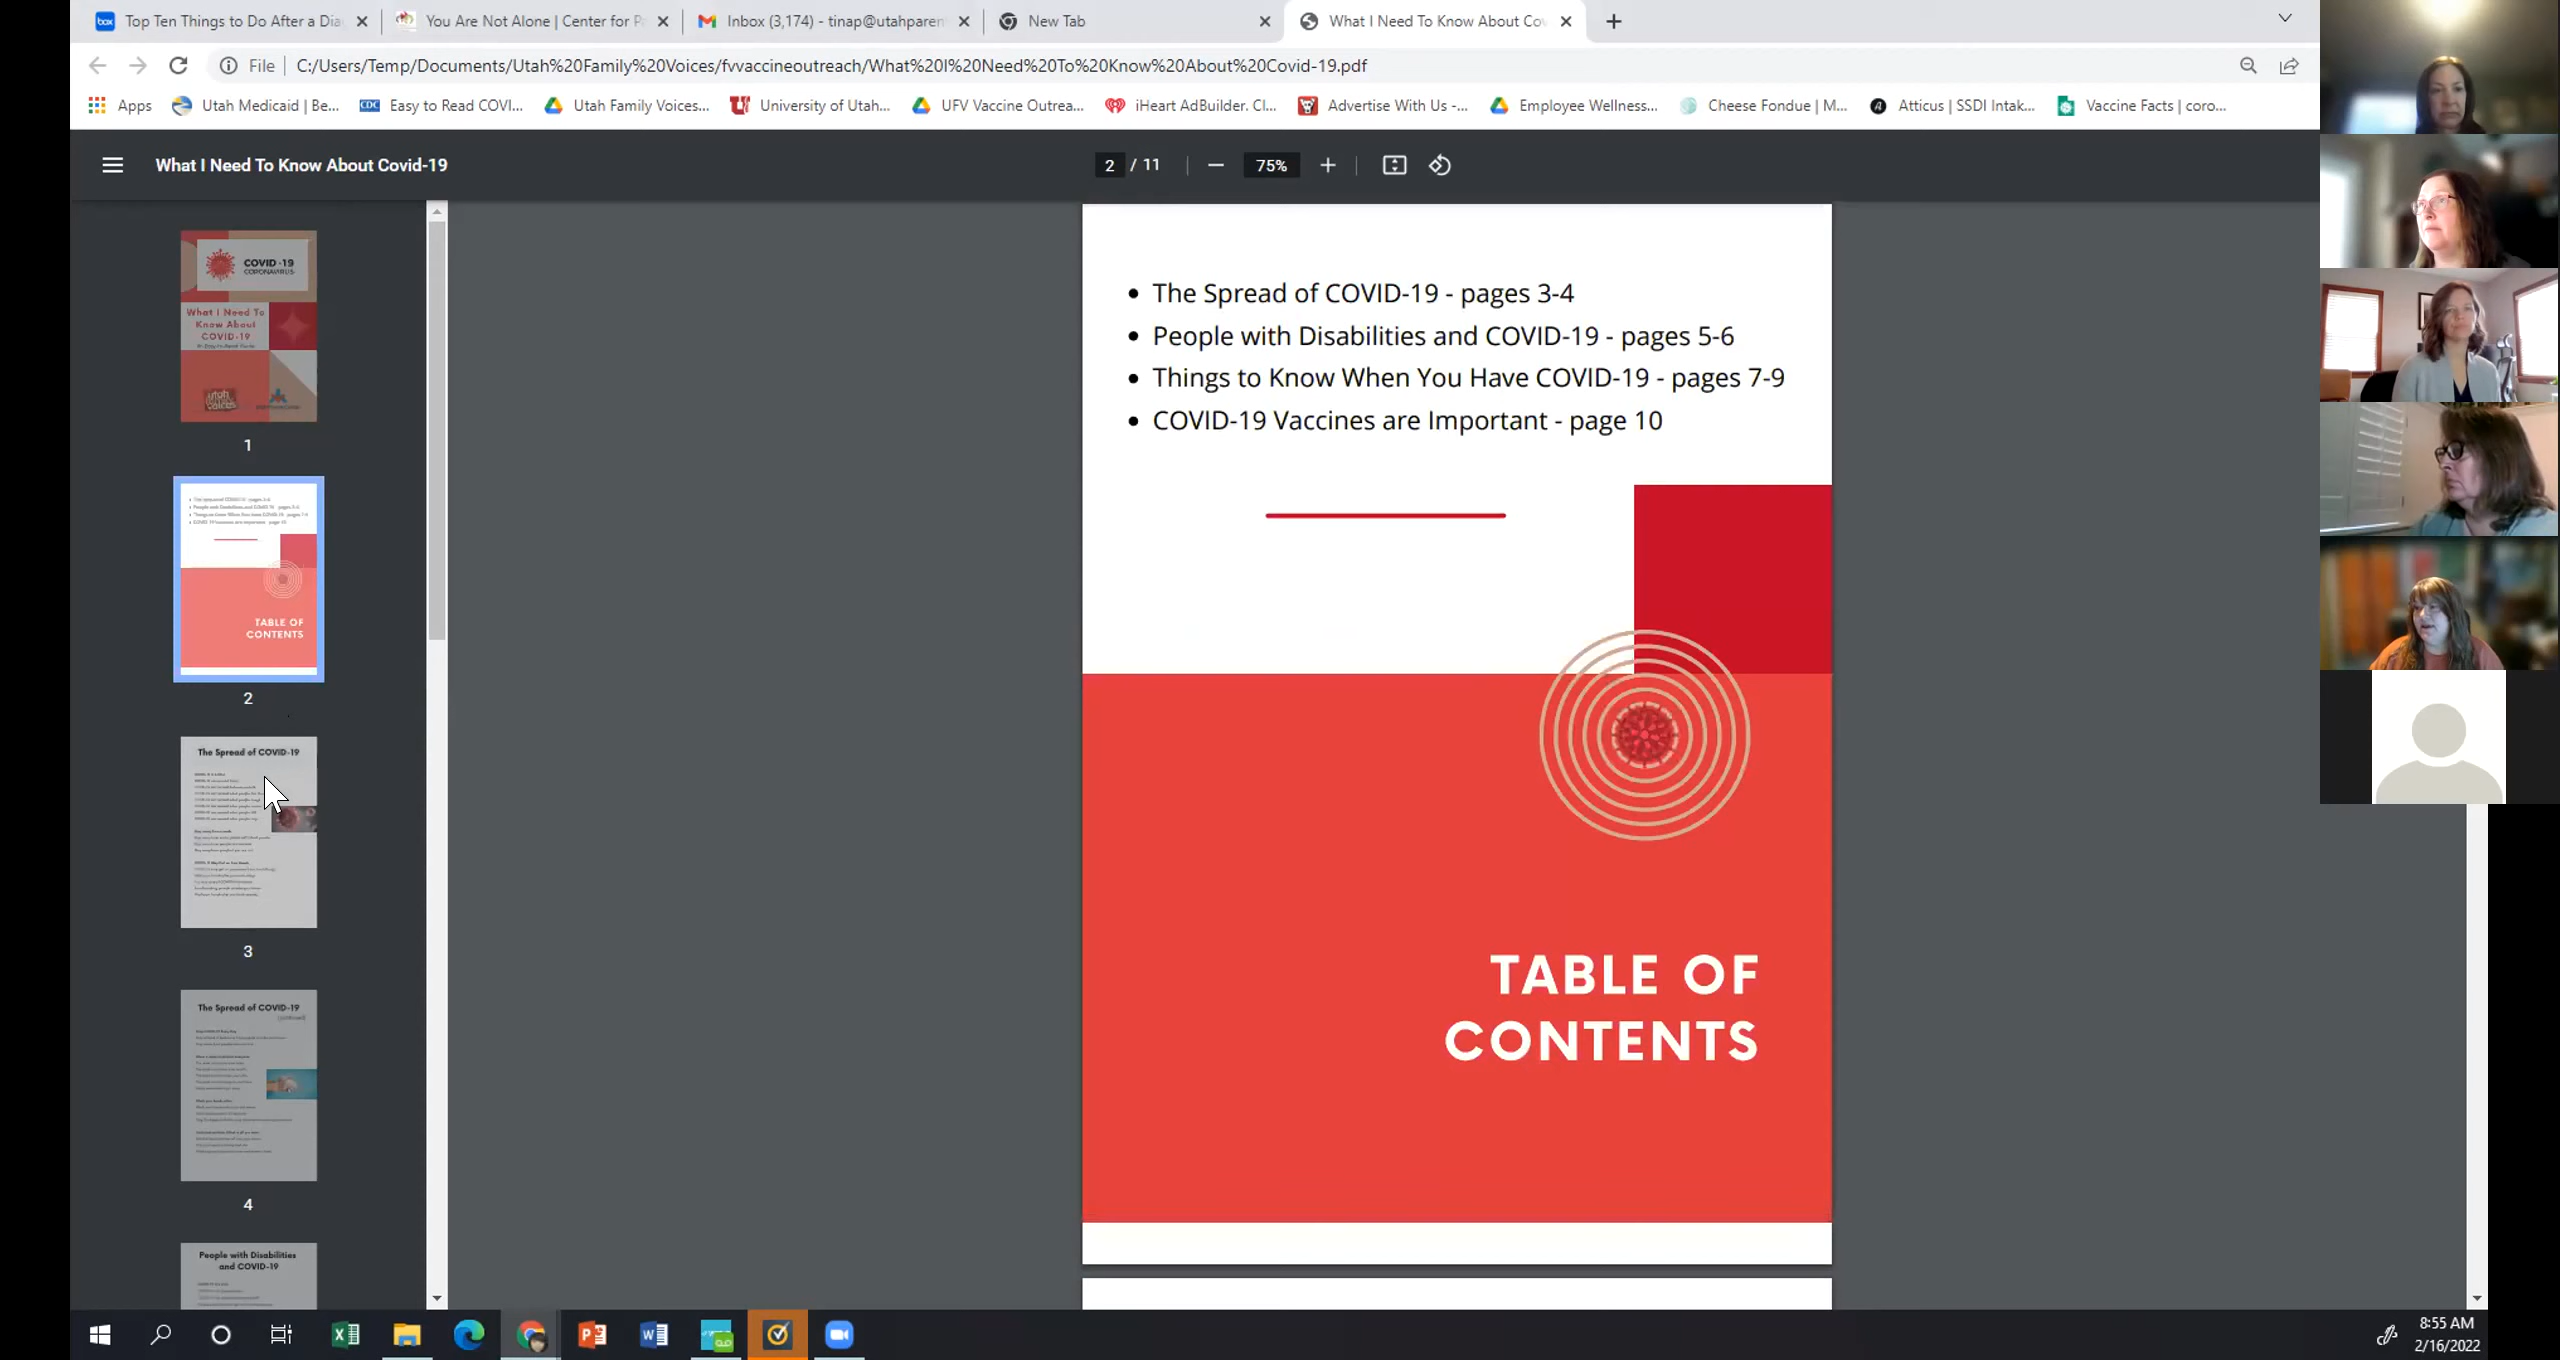 Top Ten Things to Do After a Dia
You Are Not Alone | Center for P
Inbox (3,174) - tinap@utahparen
New Tab
What I Need To Know About Cov
File
C:/Users/Temp/Documents/Utah%20Family%20Voices/fvvaccineoutreach/What%20I%20Need%20To%20Know%20About%20Covid-19.pdf
Apps
Utah Medicaid | Be...
Easy to Read COVI...
Utah Family Voices...
University of Utah...
UFV Vaccine Outrea...
iHeart AdBuilder. Cl...
Advertise With Us -...
Employee Wellness...
Cheese Fondue | M...
Atticus | SSDI Intak...
Vaccine Facts | coro...
What I Need To Know About Covid-19
2 / 11
75%
COVID -19
CORONAVIRUS
What I Need To
Know About
COVID-19
1
TABLE OF
CONTENTS
2
The Spread of COVID-19
3
The Spread of COVID-19
4
People with Disabilities
and COVID-19
• The Spread of COVID-19 - pages 3-4
• People with Disabilities and COVID-19 - pages 5-6
• Things to Know When You Have COVID-19 - pages 7-9
• COVID-19 Vaccines are Important - page 10
TABLE OF
CONTENTS
8:55 AM
2/16/2022